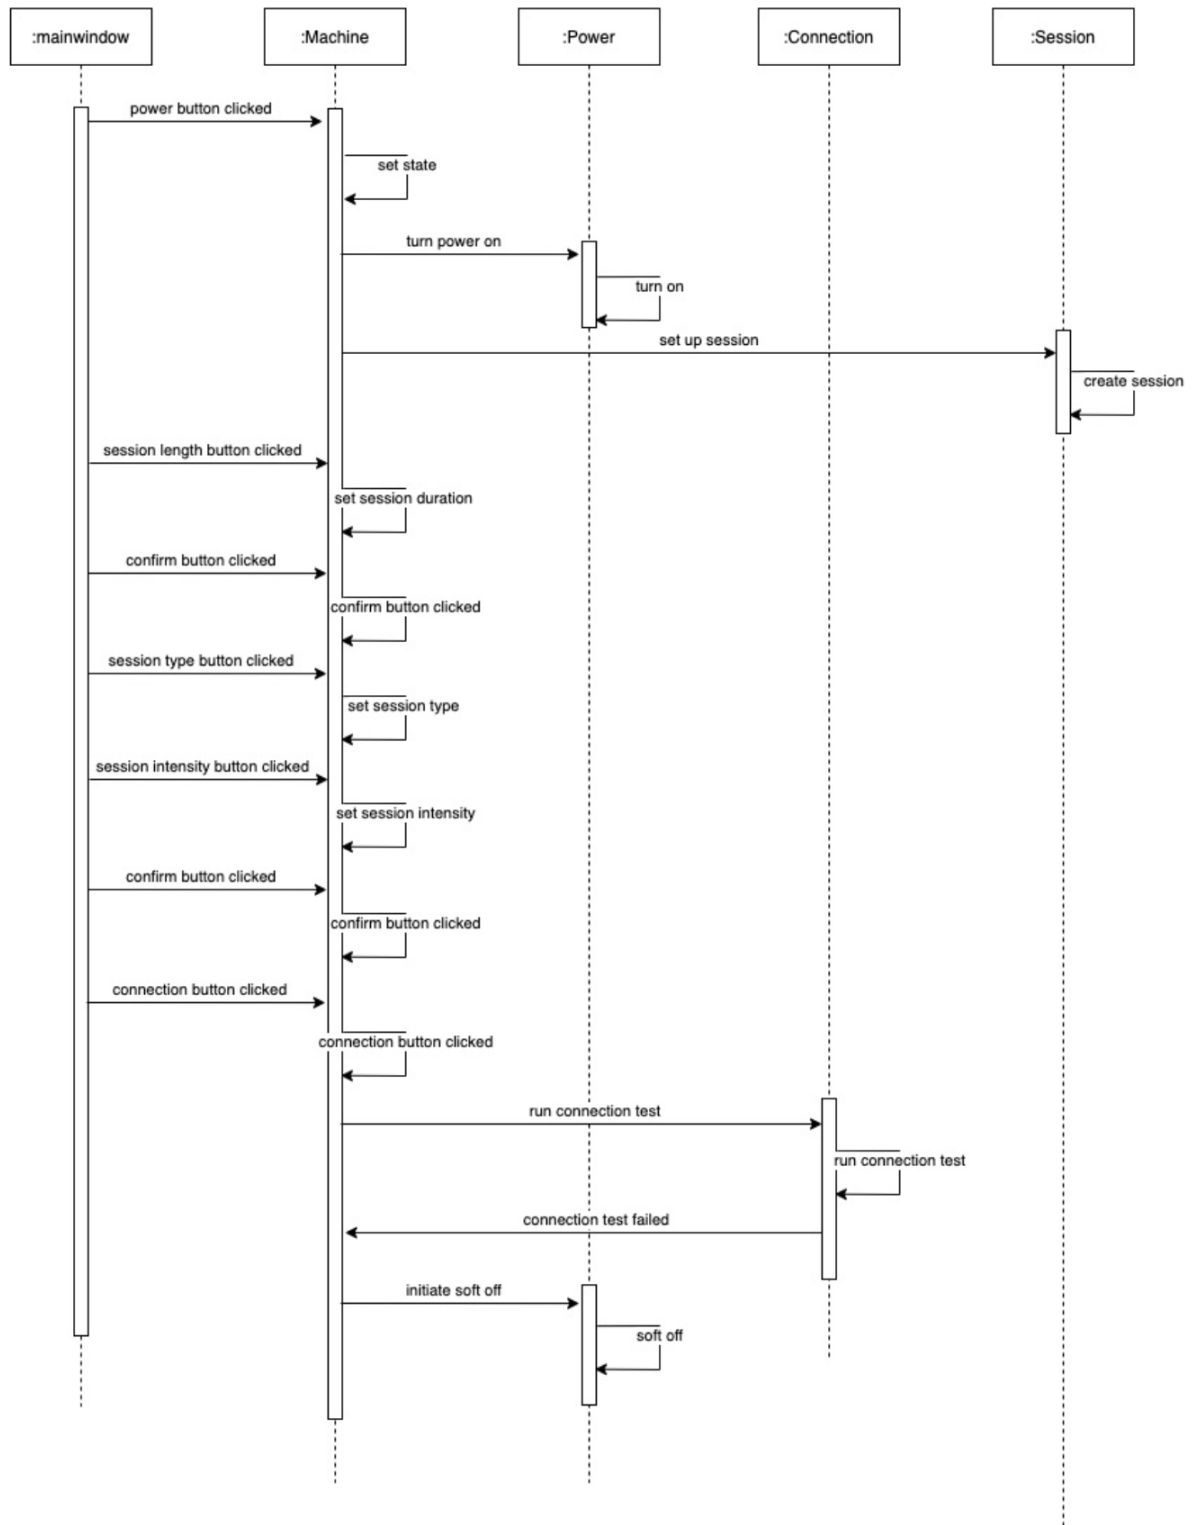 :mainwindow
:Machine
:Power
:Connection
:Session
power button clicked
set state
turn power on
turn on
set up session
create session
session length button clicked
set session duration
confirm button clicked
confirm button clicked
session type button clicked
set session type
session intensity button clicked
set session intensity
confirm button clicked
confirm button clicked
connection button clicked
connection button clicked
run connection test
run connection test
connection test failed
initiate soft off
soft off